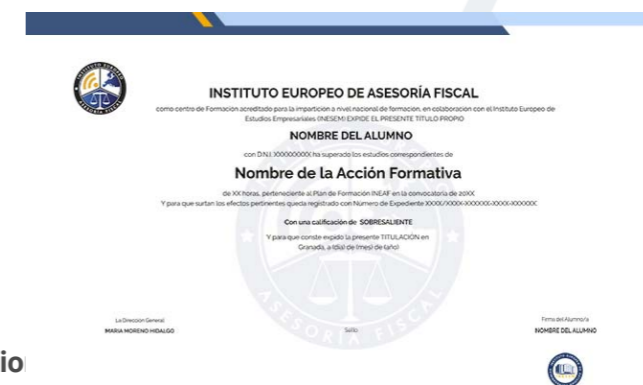 INSTITUTO EUROPEO DE ASESORÍA FISCAL
como centro de Formación acreditado para la impartición a nivel nacional de formación, en colaboración con el Instituto Europeo de
Estudios Empresariales (INESEM) EXPIDE EL PRESENTE TÍTULO PROPIO
NOMBRE DEL ALUMNO
con D.N.I. XXXXXXXXX ha superado los estudios correspondientes de
Nombre de la Acción Formativa
de XX horas, perteneciente al Plan de Formación INEAF en la convocatoria de 20XX
Y para que surtan los efectos pertinentes queda registrado con Número de Expediente XXXX/XXXX-XXXXXX-XXXX-XXXXXX
Con una calificación de SOBRESALIENTE
Y para que conste expido la presente TITULACIÓN en
Granada, a (día) de (mes) de (año)
ASESORÍA FISCAL
La Dirección General
MARIA MORENO HIDALGO
Sello
Firma del Alumno/a
NOMBRE DEL ALUMNO